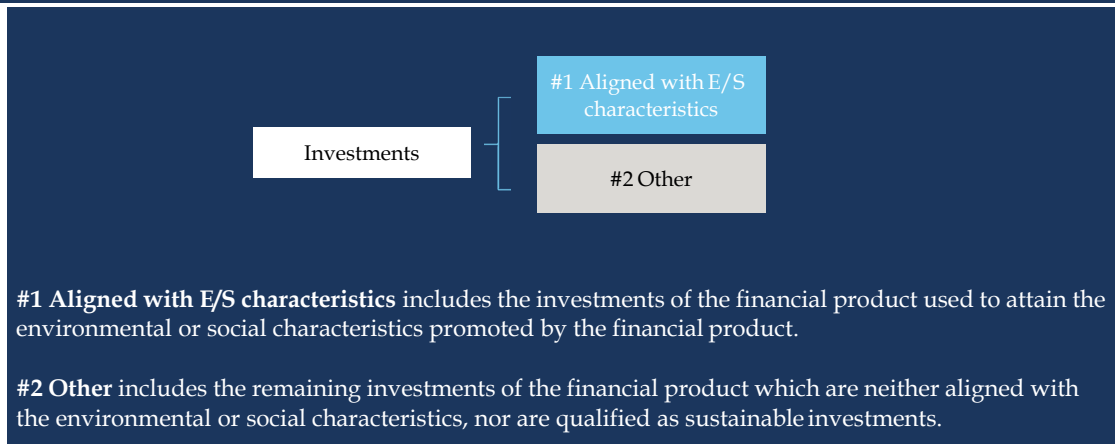 #1 Aligned with E/S
characteristics
Investments
#2 Other
#1 Aligned with E/S characteristics includes the investments of the financial product used to attain the
environmental or social characteristics promoted by the financial product.
#2 Other includes the remaining investments of the financial product which are neither aligned with
the environmental or social characteristics, nor are qualified as sustainable investments.